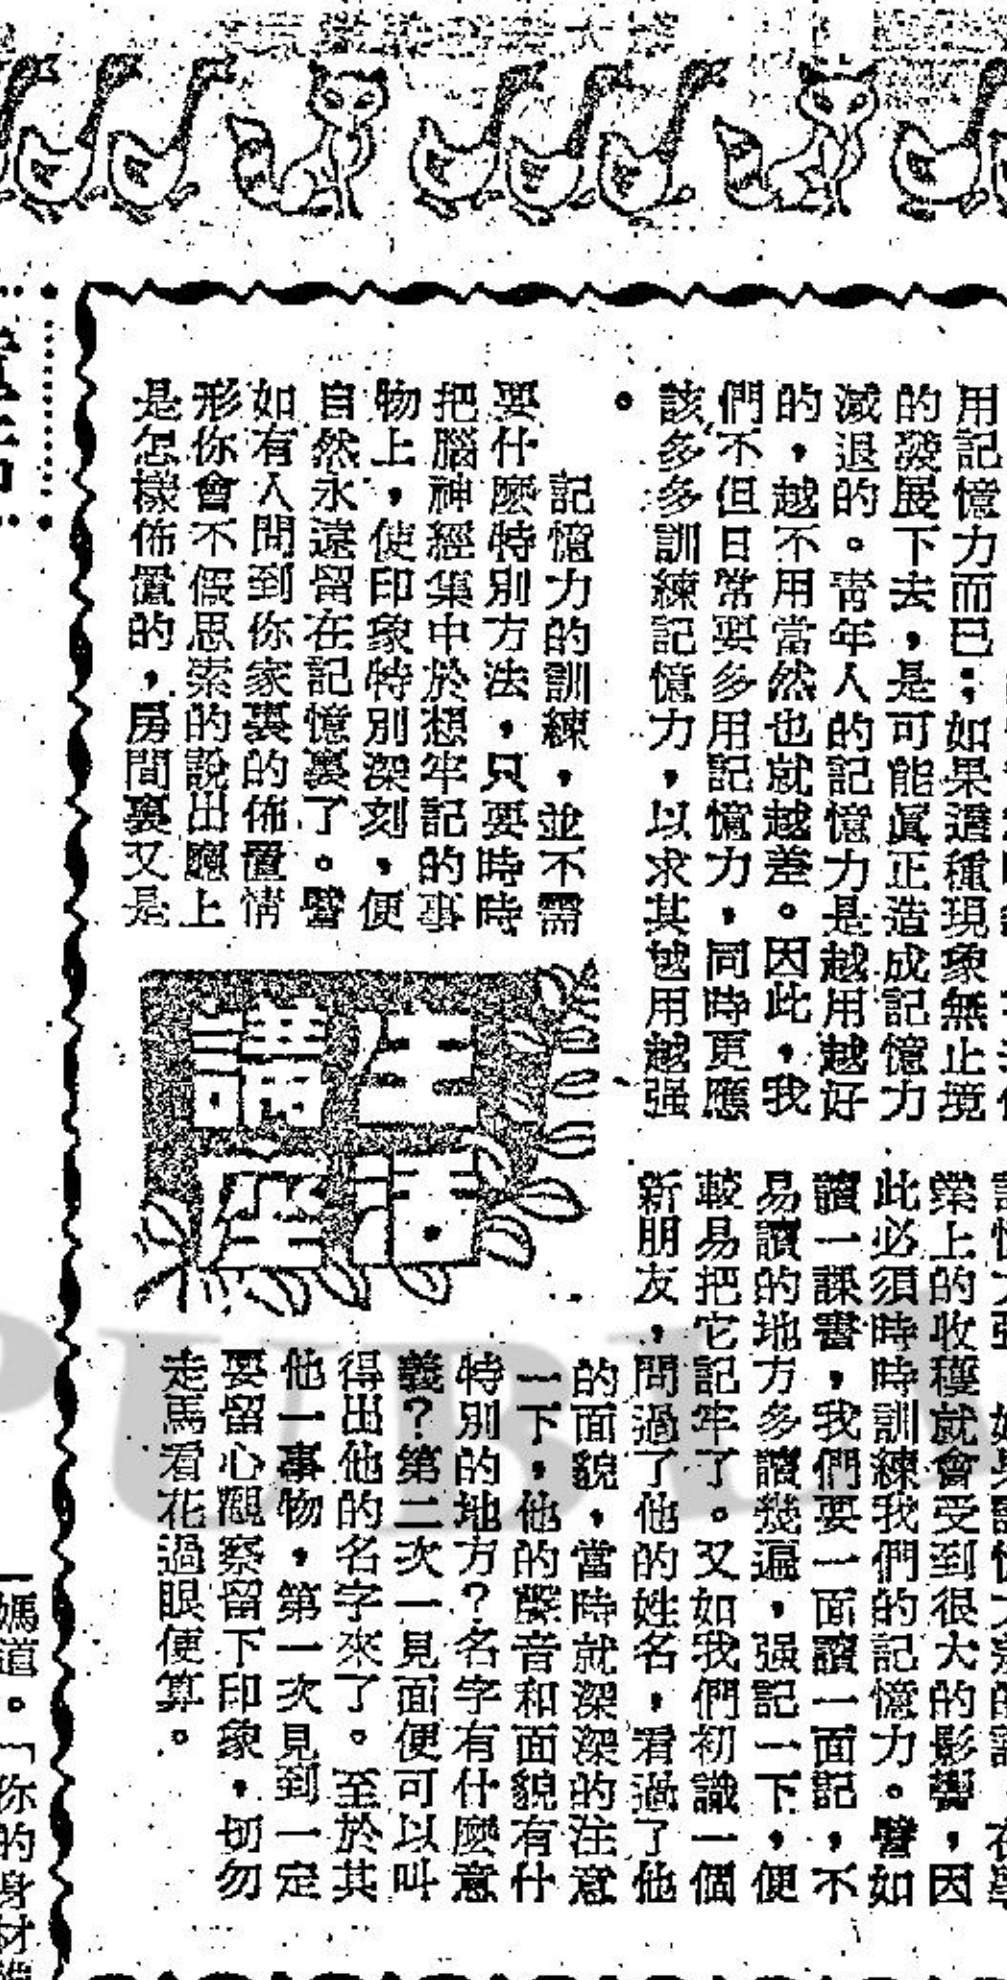 用記憶力而已；如果這種現象無止境
的發展下去，是可能眞正造成記憶力
減退的。靑年人的記憶力是越用越好
的，越不用當然也就越差。因此，我
們不但日常要多用記憶力，同時更應
該多多訓練記憶力，以求其越用越强
。
記憶力的訓練，並不需
要什麼特別方法，只要時時
把腦神經集中於想牢記的事
物上，使印象特別深刻，便
自然永遠留在記憶裏了。譬
如有人問到你家裏的佈置情
形你會不假思索的說出廳上
是怎樣佈置的，房間裏又是
生活
講座
業上的收穫就會受到很大的影響，因
此必須時時訓練我們的記憶力。譬如
讀一課書，我們要一面讀一面記，不
易讀的地方多讀幾遍，强記一下，便
較易把它記牢了。又如我們初識一個
新朋友，問過了他的姓名，看過了他
的面貌，當時就深深的注意
一下，他的聲音和面貌有什
特別的地方？名字有什麼意
義？第二次一見面便可以叫
得出他的名字來了。至於其
他一事物，第一次見到一定
要留心觀察留下印象，切勿
走馬看花過眼便算。
媽道。「你的身材
PUBL